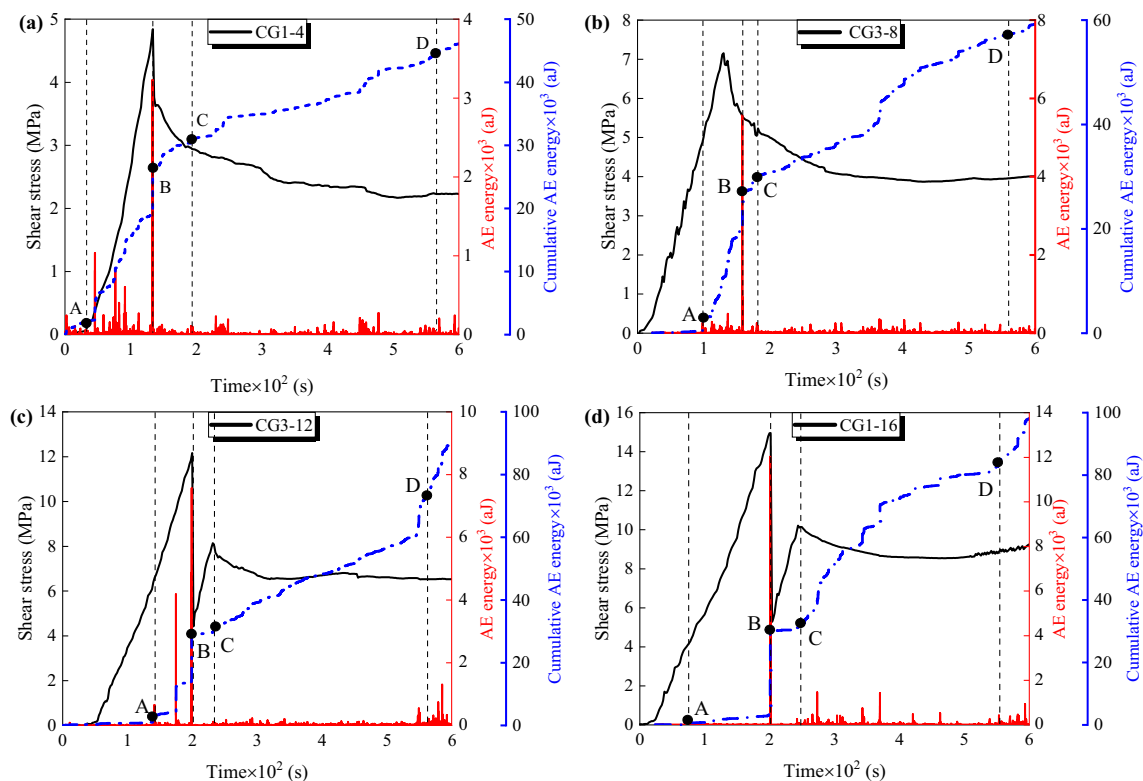 (a)
CG1-4
Shear stress (MPa)
5
4
3
2
1
0
A
B
C
D
0 1 2 3 4 5 6
Time×10² (s)
4
3
2
1
0
AE energy×10³ (aJ)
50
40
30
20
10
0
Cumulative AE energy×10³ (aJ)
(b)
CG3-8
Shear stress (MPa)
8
7
6
5
4
3
2
1
0
A
B
C
D
0 1 2 3 4 5 6
Time×10² (s)
8
6
4
2
0
AE energy×10³ (aJ)
60
40
20
0
Cumulative AE energy×10³ (aJ)
(c)
CG3-12
Shear stress (MPa)
14
12
10
8
6
4
2
0
A
B
C
D
0 1 2 3 4 5 6
Time×10² (s)
10
8
6
4
2
0
AE energy×10³ (aJ)
100
80
60
40
20
0
Cumulative AE energy×10³ (aJ)
(d)
CG1-16
Shear stress (MPa)
16
14
12
10
8
6
4
2
0
A
B
C
D
0 1 2 3 4 5 6
Time×10² (s)
14
12
10
8
6
4
2
0
AE energy×10³ (aJ)
100
80
60
40
20
0
Cumulative AE energy×10³ (aJ)